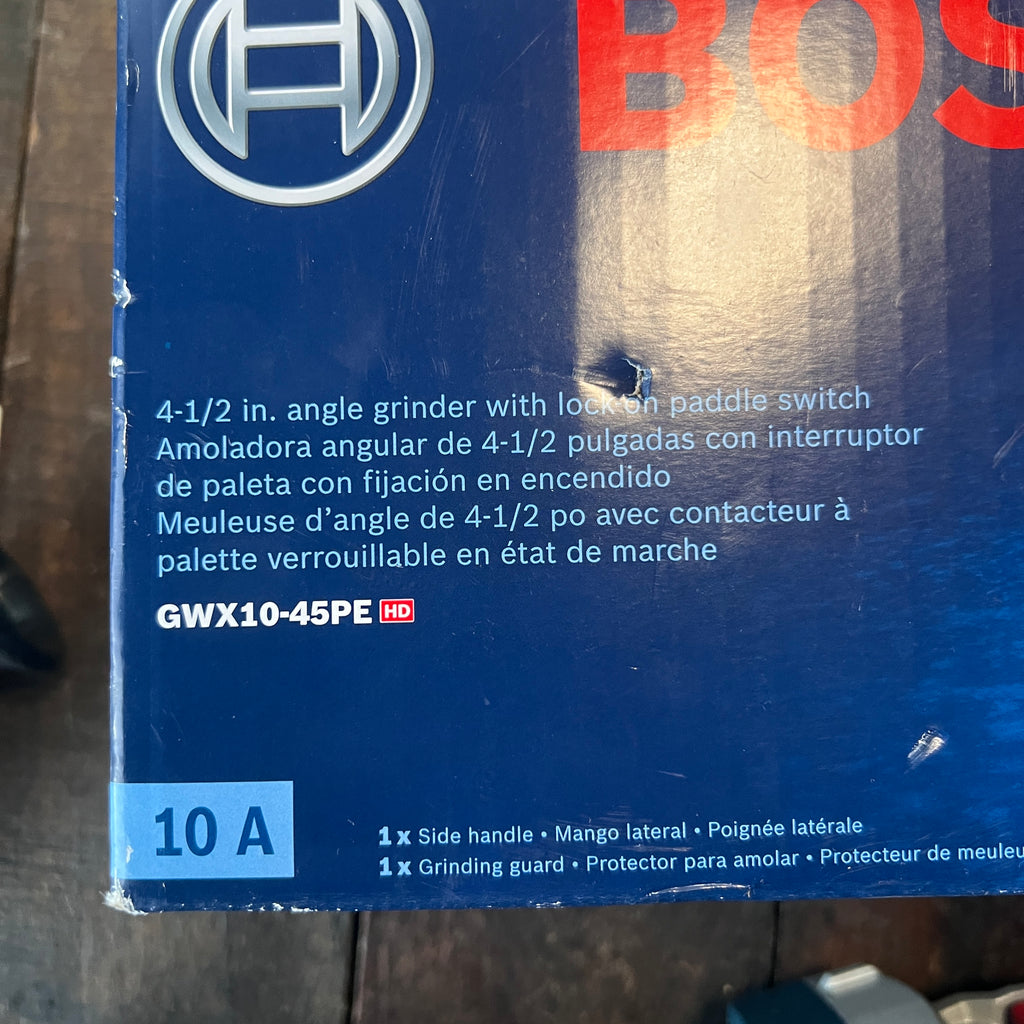 BOS
4-1/2 in. angle grinder with lock on paddle switch
Amoladora angular de 4-1/2 pulgadas con interruptor
de paleta con fijación en encendido
Meuleuse d’angle de 4-1/2 po avec contacteur à
palette verrouillable en état de marche
GWX10-45PE HD
10 A
1x Side handle • Mango lateral • Poignée latérale
1x Grinding guard • Protector para amolar • Protecteur de meuleu